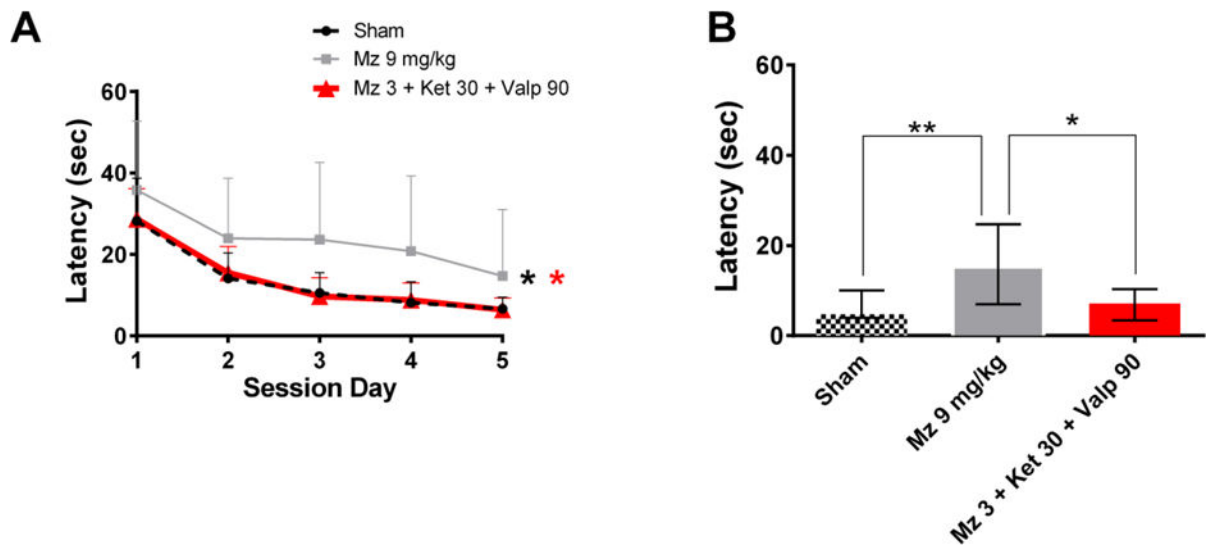 A
Sham
Mz 9 mg/kg
Mz 3 + Ket 30 + Valp 90
60
40
20
0
Latency (sec)
* *
1 2 3 4 5
Session Day
B
60
40
20
0
Latency (sec)
** *
Sham
Mz 9 mg/kg
Mz 3 + Ket 30 + Valp 90